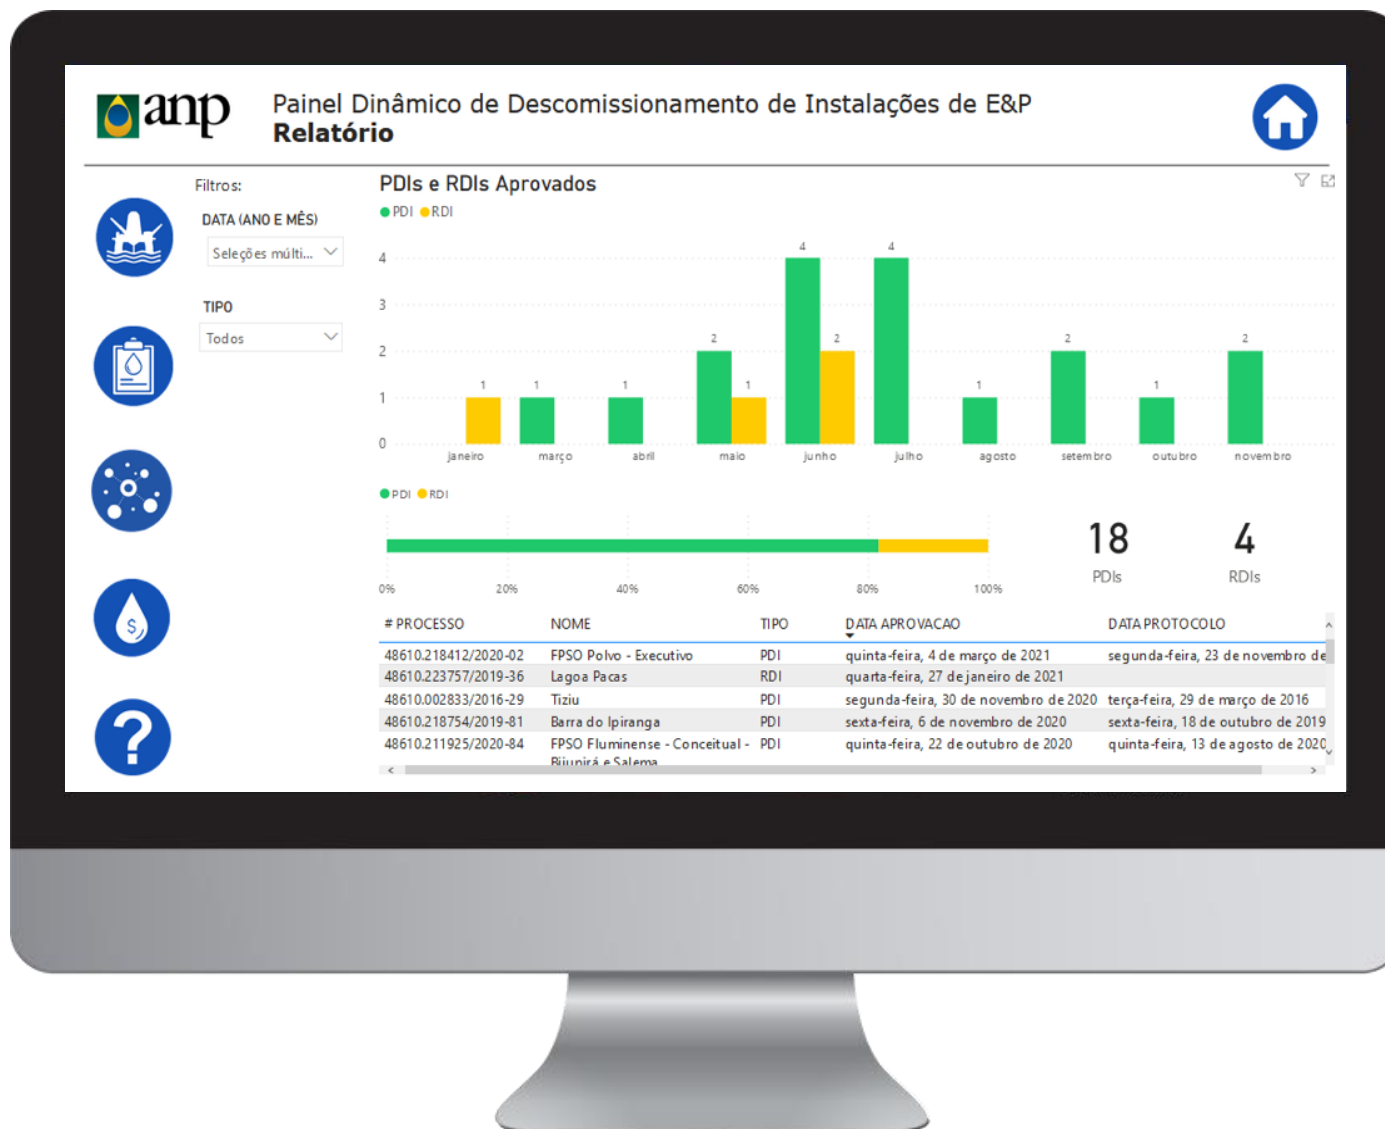 anp
Painel Dinâmico de Descomissionamento de Instalações de E&P
Relatório
Filtros:
DATA (ANO E MÊS)
Seleções múlti...
TIPO
Todos
PDIs e RDIs Aprovados
PDI RDI
4
3
2
1
0
1 1 1 2 1 4 2 4 1 2 1 2
janeiro março abril maio junho julho agosto setembro outubro novembro
PDI RDI
0% 20% 40% 60% 80% 100%
18
PDIs
4
RDIs
# PROCESSO NOME TIPO DATA APROVACAO DATA PROTOCOLO
48610.218412/2020-02 FPSO Polvo - Executivo PDI quinta-feira, 4 de março de 2021 segunda-feira, 23 de novembro de
48610.223757/2019-36 Lagoa Pacas RDI quarta-feira, 27 de janeiro de 2021
48610.002833/2016-29 Tiziu PDI segunda-feira, 30 de novembro de 2020 terça-feira, 29 de março de 2016
48610.218754/2019-81 Barra do Ipiranga PDI sexta-feira, 6 de novembro de 2020 sexta-feira, 18 de outubro de 2019
48610.211925/2020-84 FPSO Fluminense - Conceitual - PDI quinta-feira, 22 de outubro de 2020 quinta-feira, 13 de agosto de 2020
Bijupirá e Salema